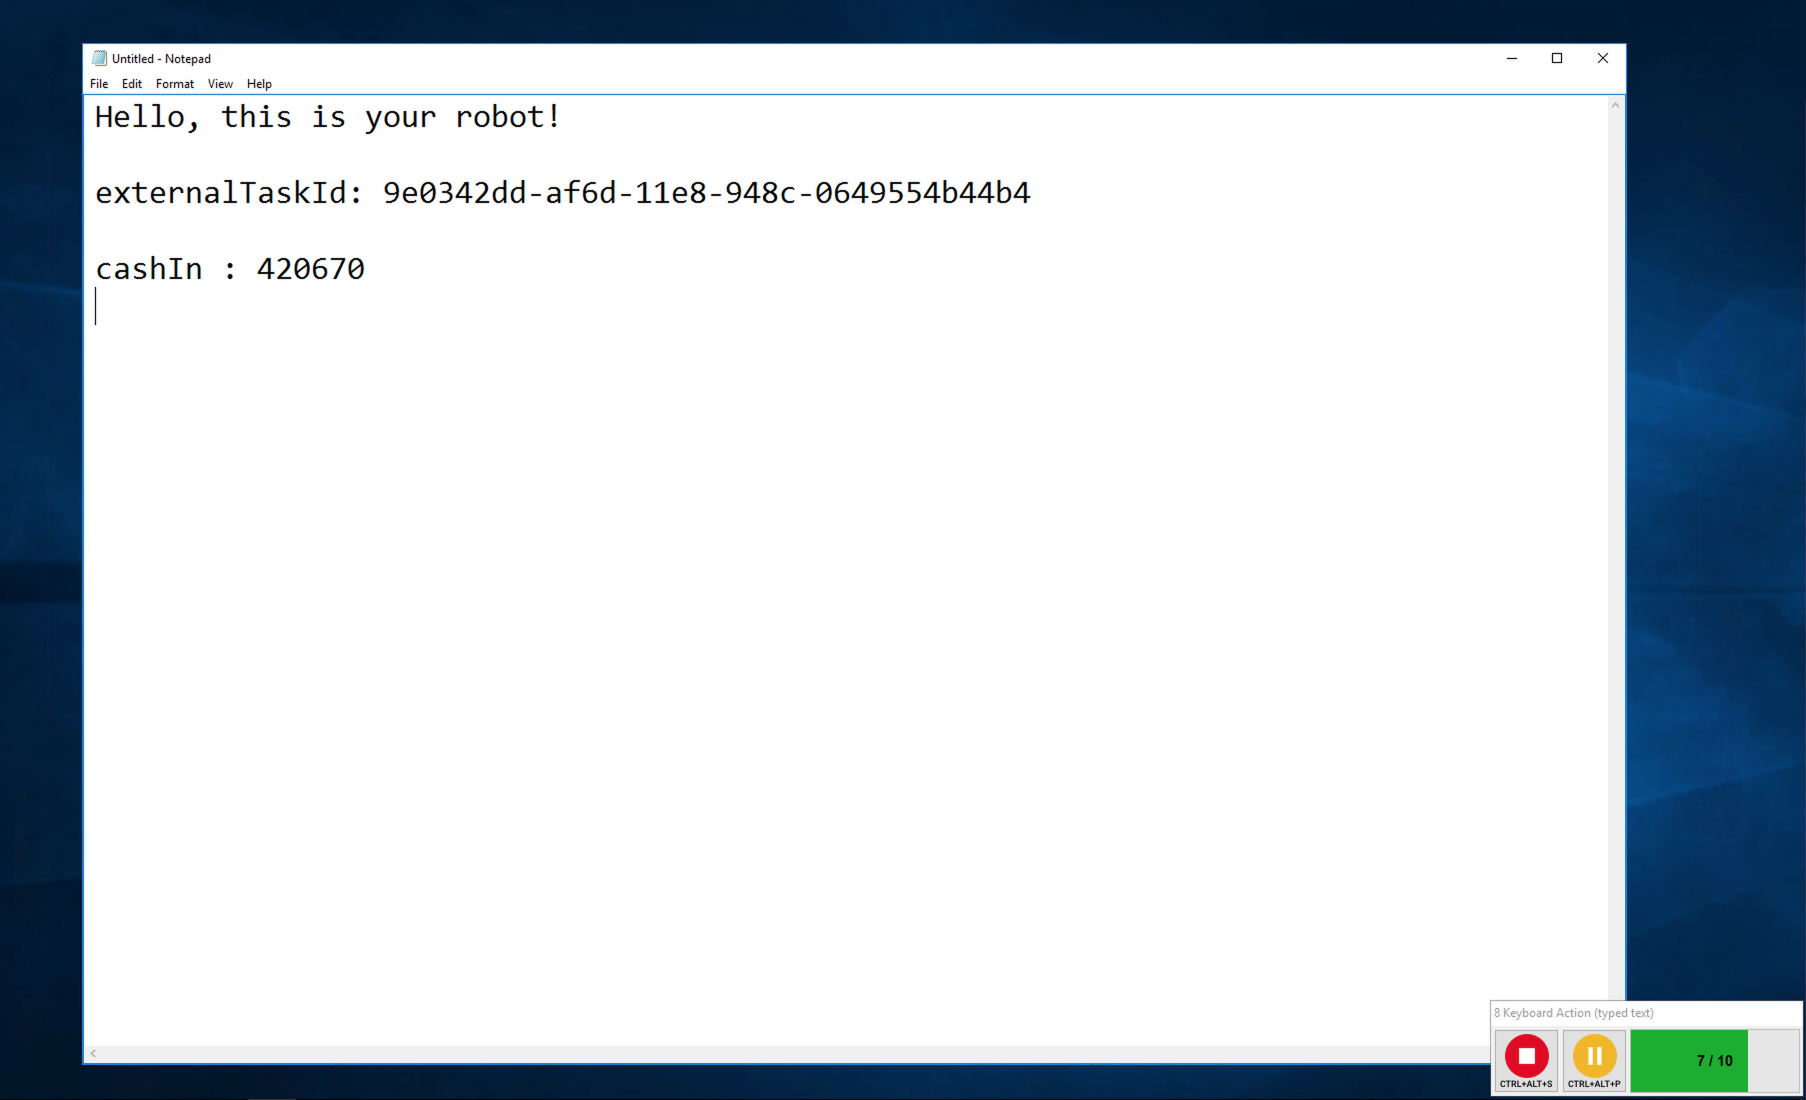 Untitled - Notepad
File Edit Format View Help
Hello, this is your robot!
externalTaskId: 9e0342dd-af6d-11e8-948c-0649554b44b4
cashIn : 420670
8 Keyboard Action (typed text)
7 / 10
CTRL+ALT+S CTRL+ALT+P